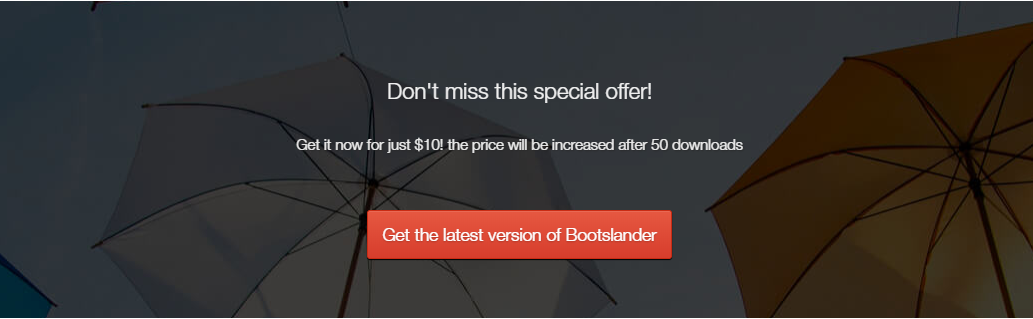 Don't miss this special offer!
Get it now for just $10! the price will be increased after 50 downloads
Get the latest version of Bootslander